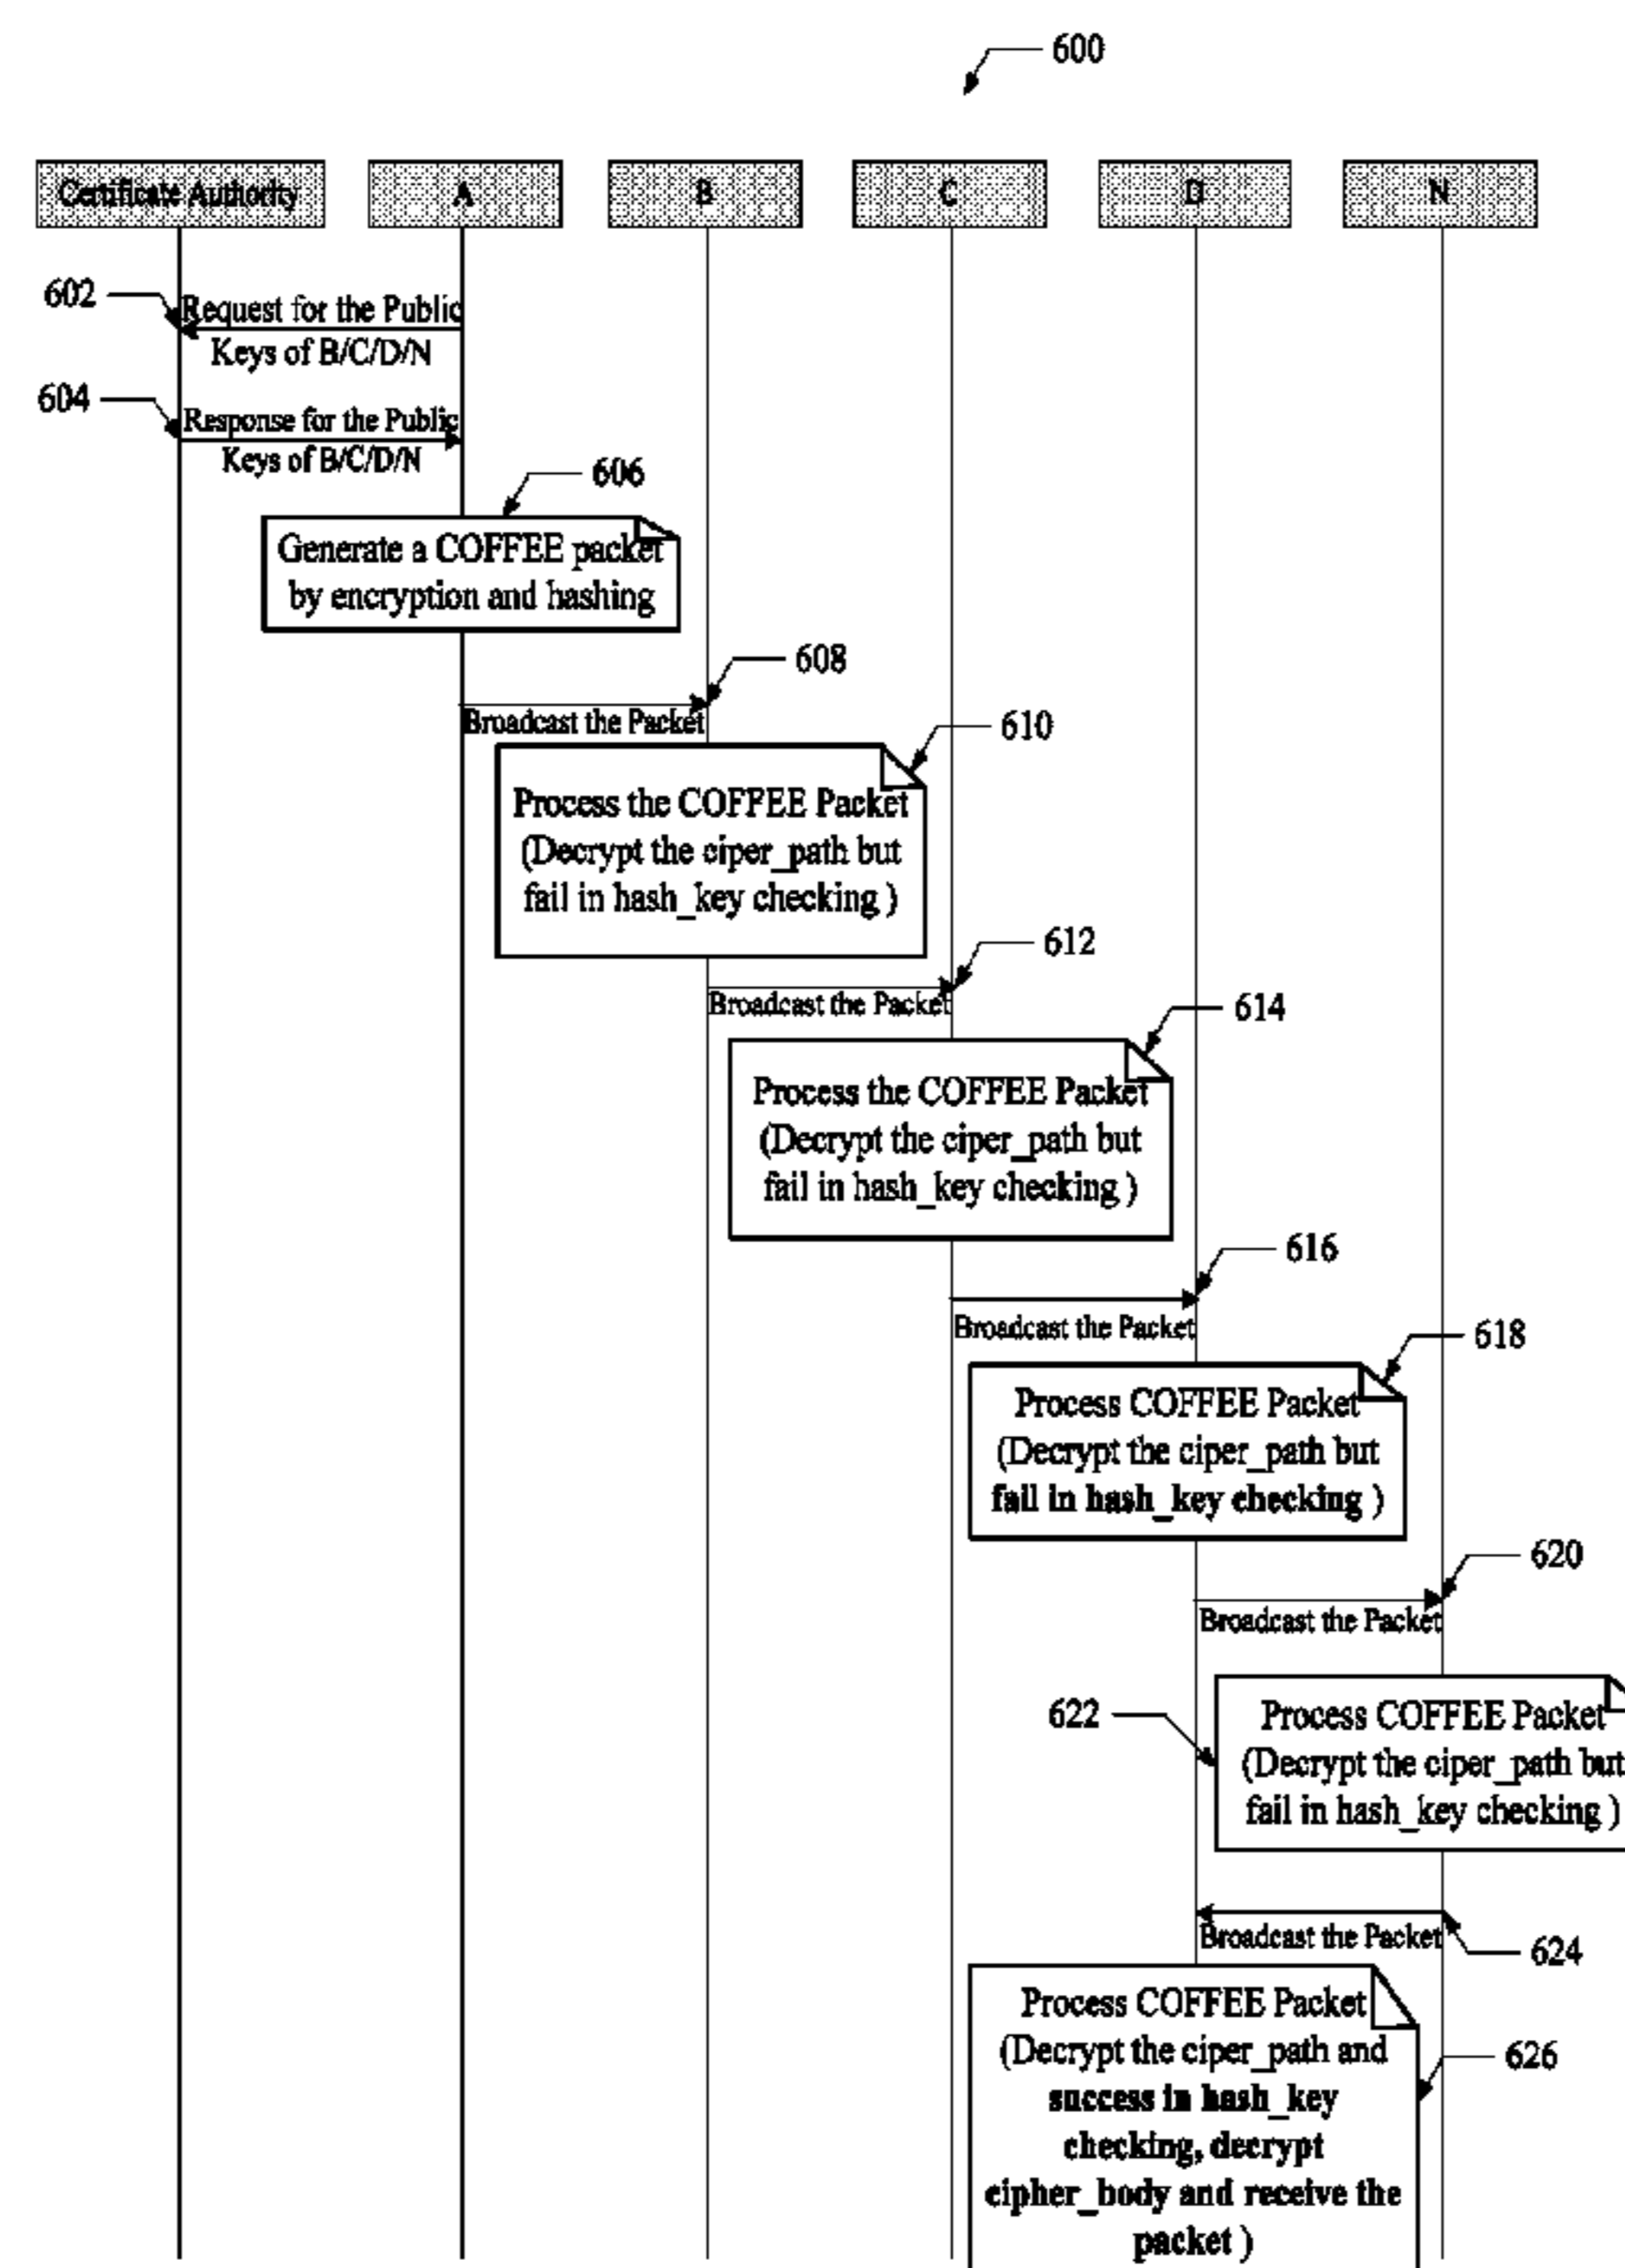 600
Certificate Authority
A
B
C
D
N
602
Request for the Public
Keys of B/C/D/N
604
Response for the Public
Keys of B/C/D/N
606
Generate a COFFEE packet
by encryption and hashing
608
Broadcast the Packet
610
Process the COFFEE Packet
(Decrypt the ciper_path but
fail in hash_key checking )
612
Broadcast the Packet
614
Process the COFFEE Packet
(Decrypt the ciper_path but
fail in hash_key checking )
616
Broadcast the Packet
618
Process COFFEE Packet
(Decrypt the ciper_path but
fail in hash_key checking )
620
Broadcast the Packet
622
Process COFFEE Packet
(Decrypt the ciper_path but
fail in hash_key checking )
Broadcast the Packet
624
Process COFFEE Packet
(Decrypt the ciper_path and
success in hash_key
checking, decrypt
cipher_body and receive the
packet )
626